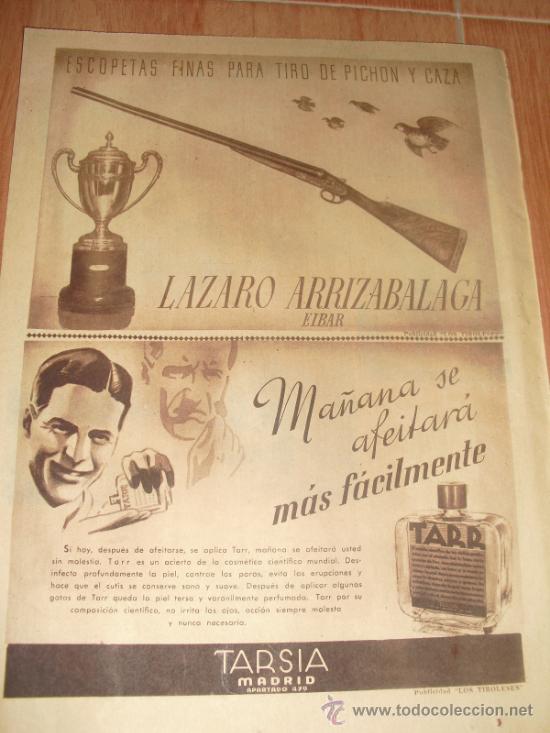 ESCOPETAS FINAS PARA TIRO DE PICHON Y CAZA
LAZARO ARRIZABALAGA
EIBAR
Mañana se
afeitará
más fácilmente
TARR
Si hoy, después de afeitarse, se aplica Tarr, mañana se afeitará usted
sin molestia. Tarr es un acierto de la cosmética científica mundial. Des-
infecta profundamente la piel, contrae los poros, evita las erupciones y
hace que el cutis se conserve sano y suave. Después de aplicar algunas
gotas de Tarr queda la piel tersa y varonilmente perfumada. Tarr por su
composición científica, no irrita los ojos, acción siempre molesta
y nunca necesaria.
TARR
TARSIA
MADRID
APARTADO 479
Publicidad "LOS TIROLESES"
todocoleccion.net